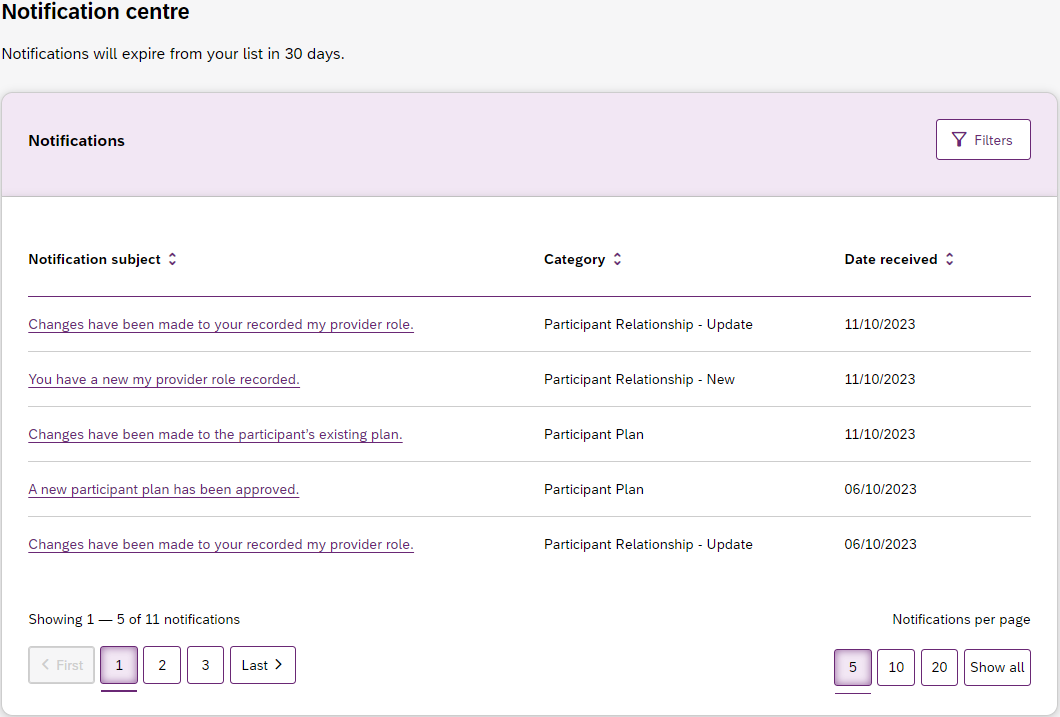 Notification centre
Notifications will expire from your list in 30 days.
Notifications
Filters
Notification subject Category Date received
Changes have been made to your recorded my provider role. Participant Relationship - Update 11/10/2023
You have a new my provider role recorded. Participant Relationship - New 11/10/2023
Changes have been made to the participant’s existing plan. Participant Plan 11/10/2023
A new participant plan has been approved. Participant Plan 06/10/2023
Changes have been made to your recorded my provider role. Participant Relationship - Update 06/10/2023
Showing 1 — 5 of 11 notifications Notifications per page
First 1 2 3 Last 5 10 20 Show all